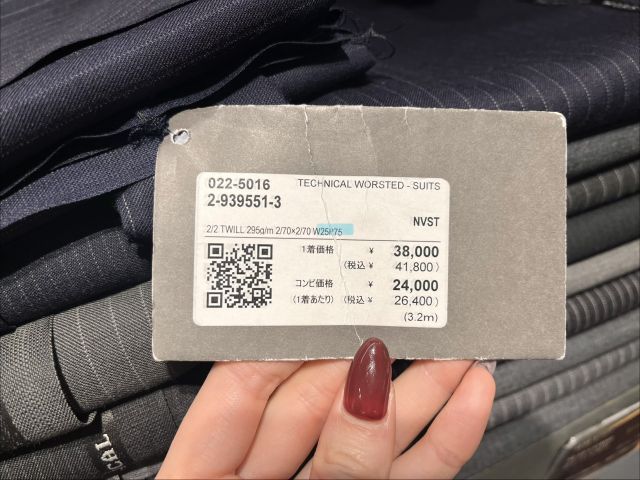 022-5016 TECHNICAL WORSTED - SUITS
2-939551-3
NVST
2/2 TWILL 295g/m 2/70×2/70 W25P75
1着価格 ¥ 38,000
(税込 ¥ 41,800)
コンビ価格 ¥ 24,000
(1着あたり) (税込 ¥ 26,400)
(3.2m)
CAL